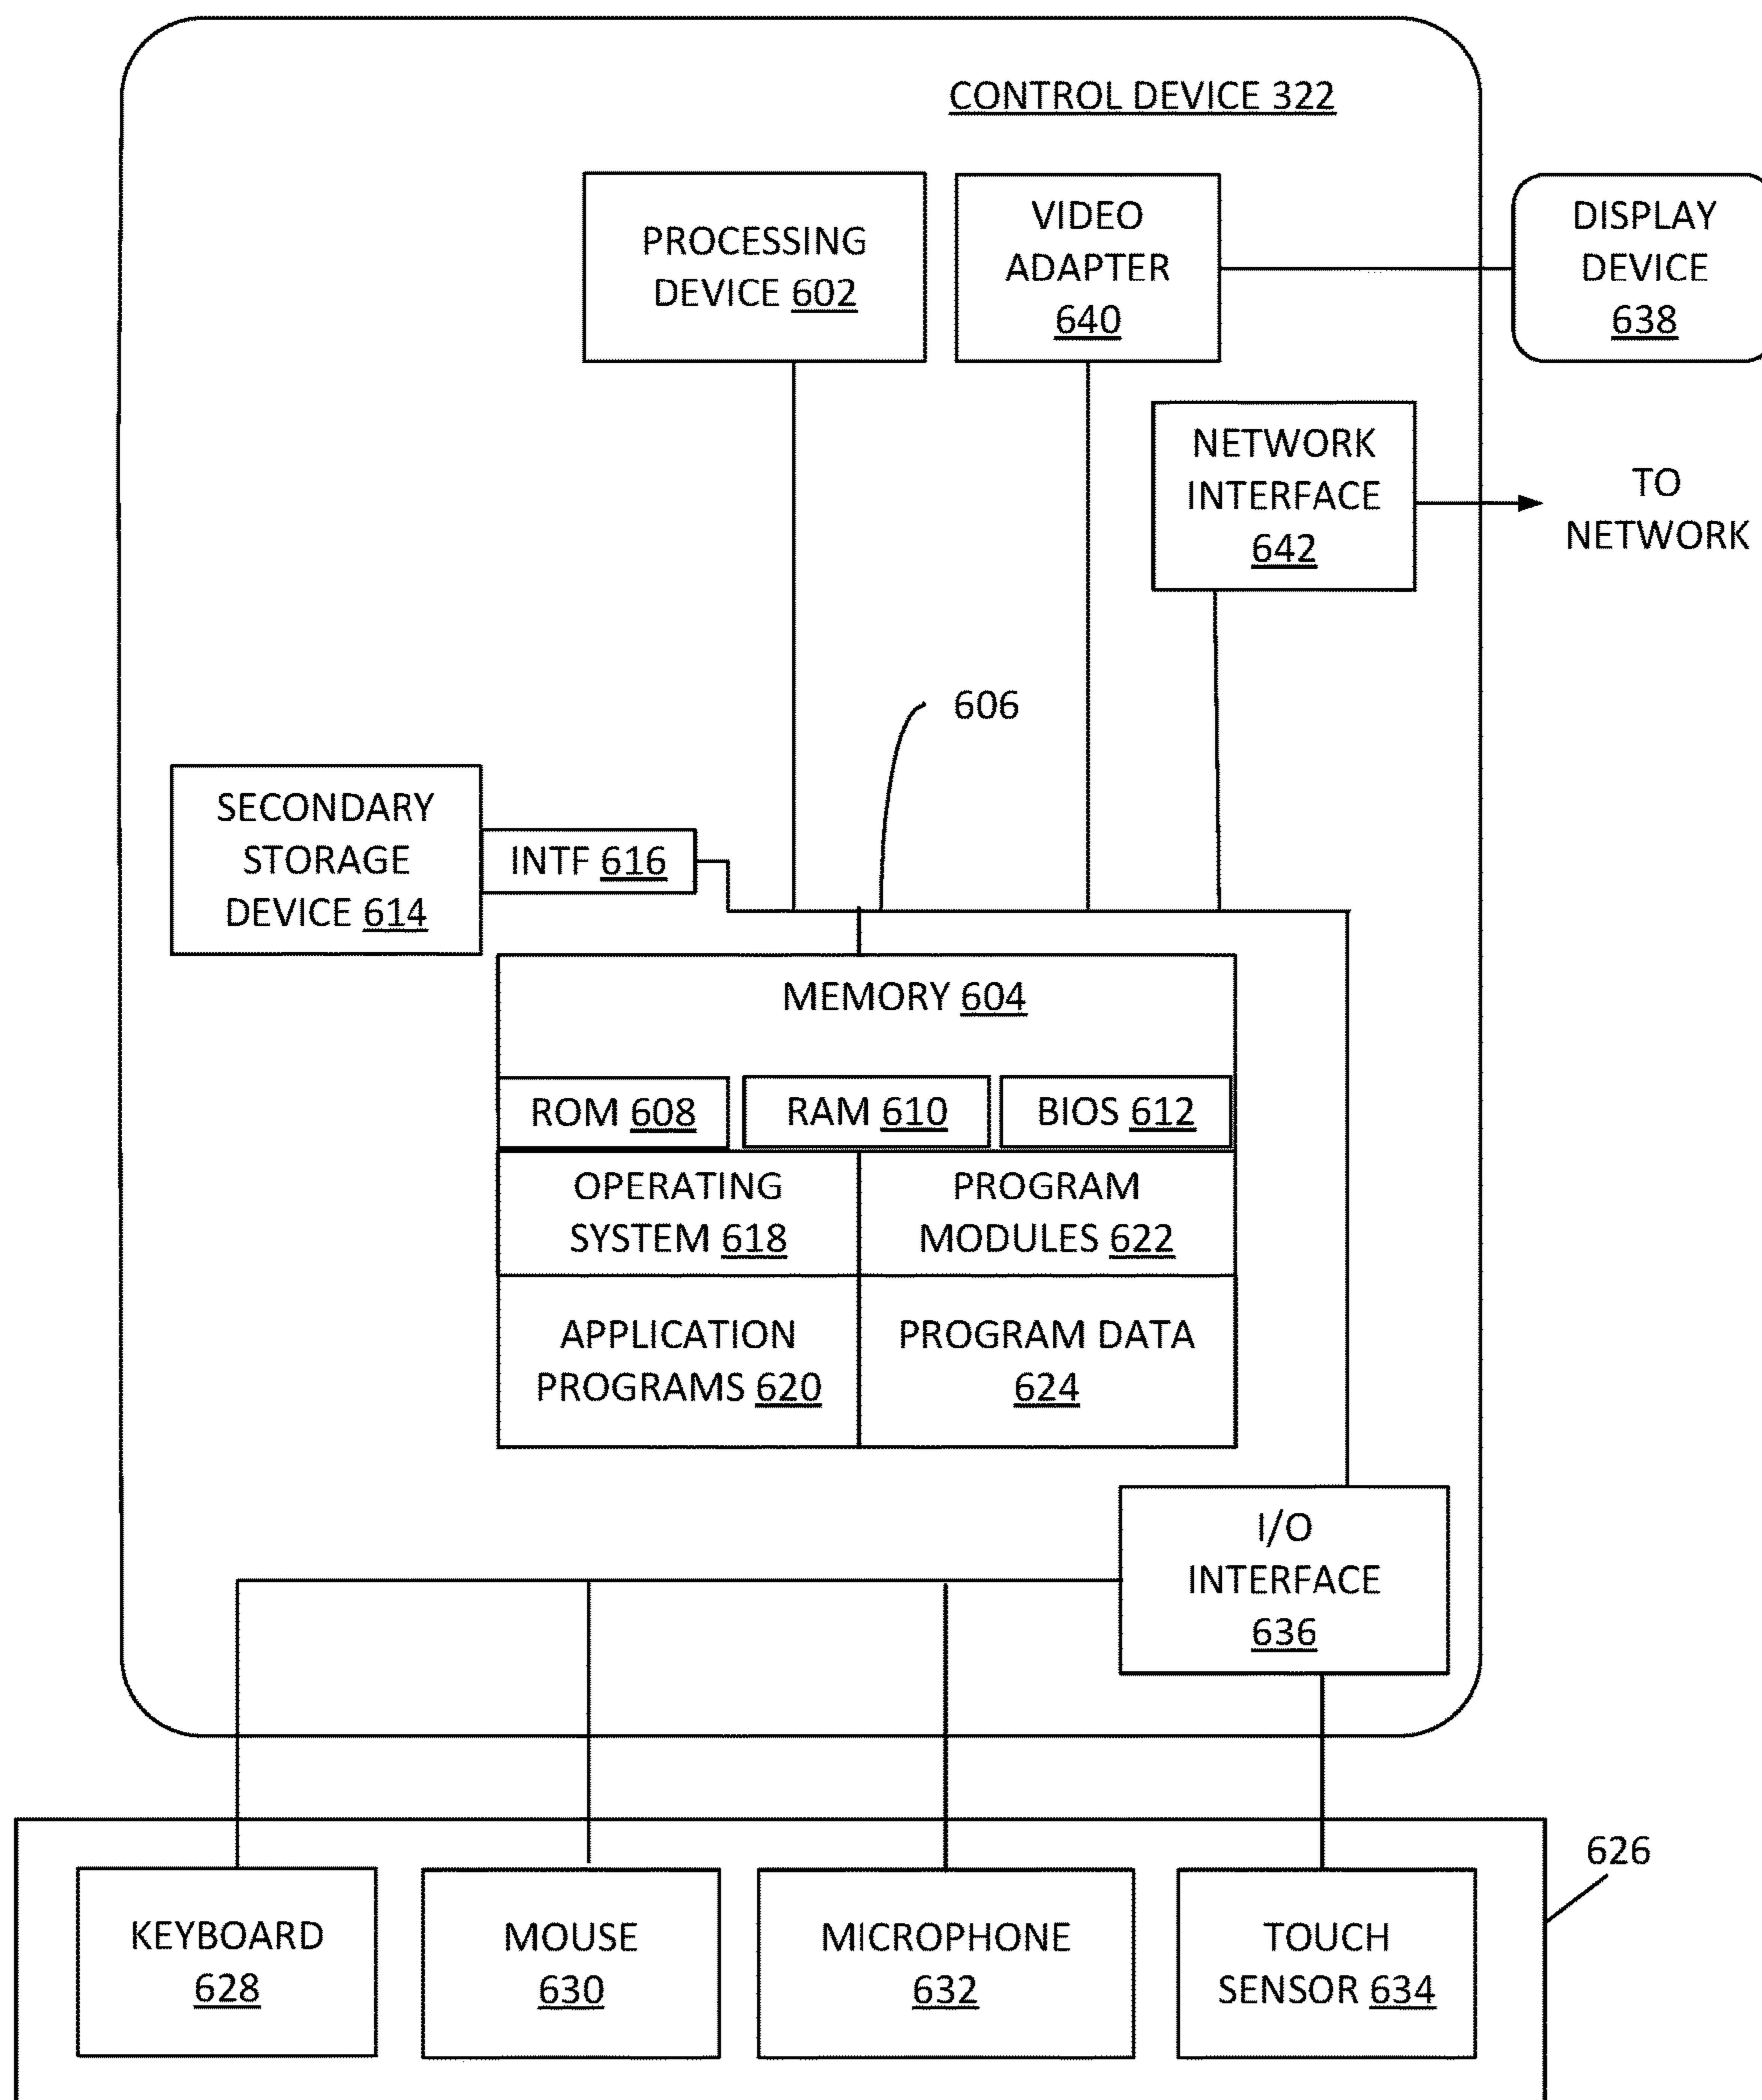 CONTROL DEVICE 322
PROCESSING
DEVICE 602
VIDEO
ADAPTER
640
DISPLAY
DEVICE
638
NETWORK
INTERFACE
642
TO
NETWORK
606
SECONDARY
STORAGE
DEVICE 614
INTF 616
MEMORY 604
ROM 608
RAM 610
BIOS 612
OPERATING
SYSTEM 618
PROGRAM
MODULES 622
APPLICATION
PROGRAMS 620
PROGRAM DATA
624
I/O
INTERFACE
636
626
KEYBOARD
628
MOUSE
630
MICROPHONE
632
TOUCH
SENSOR 634